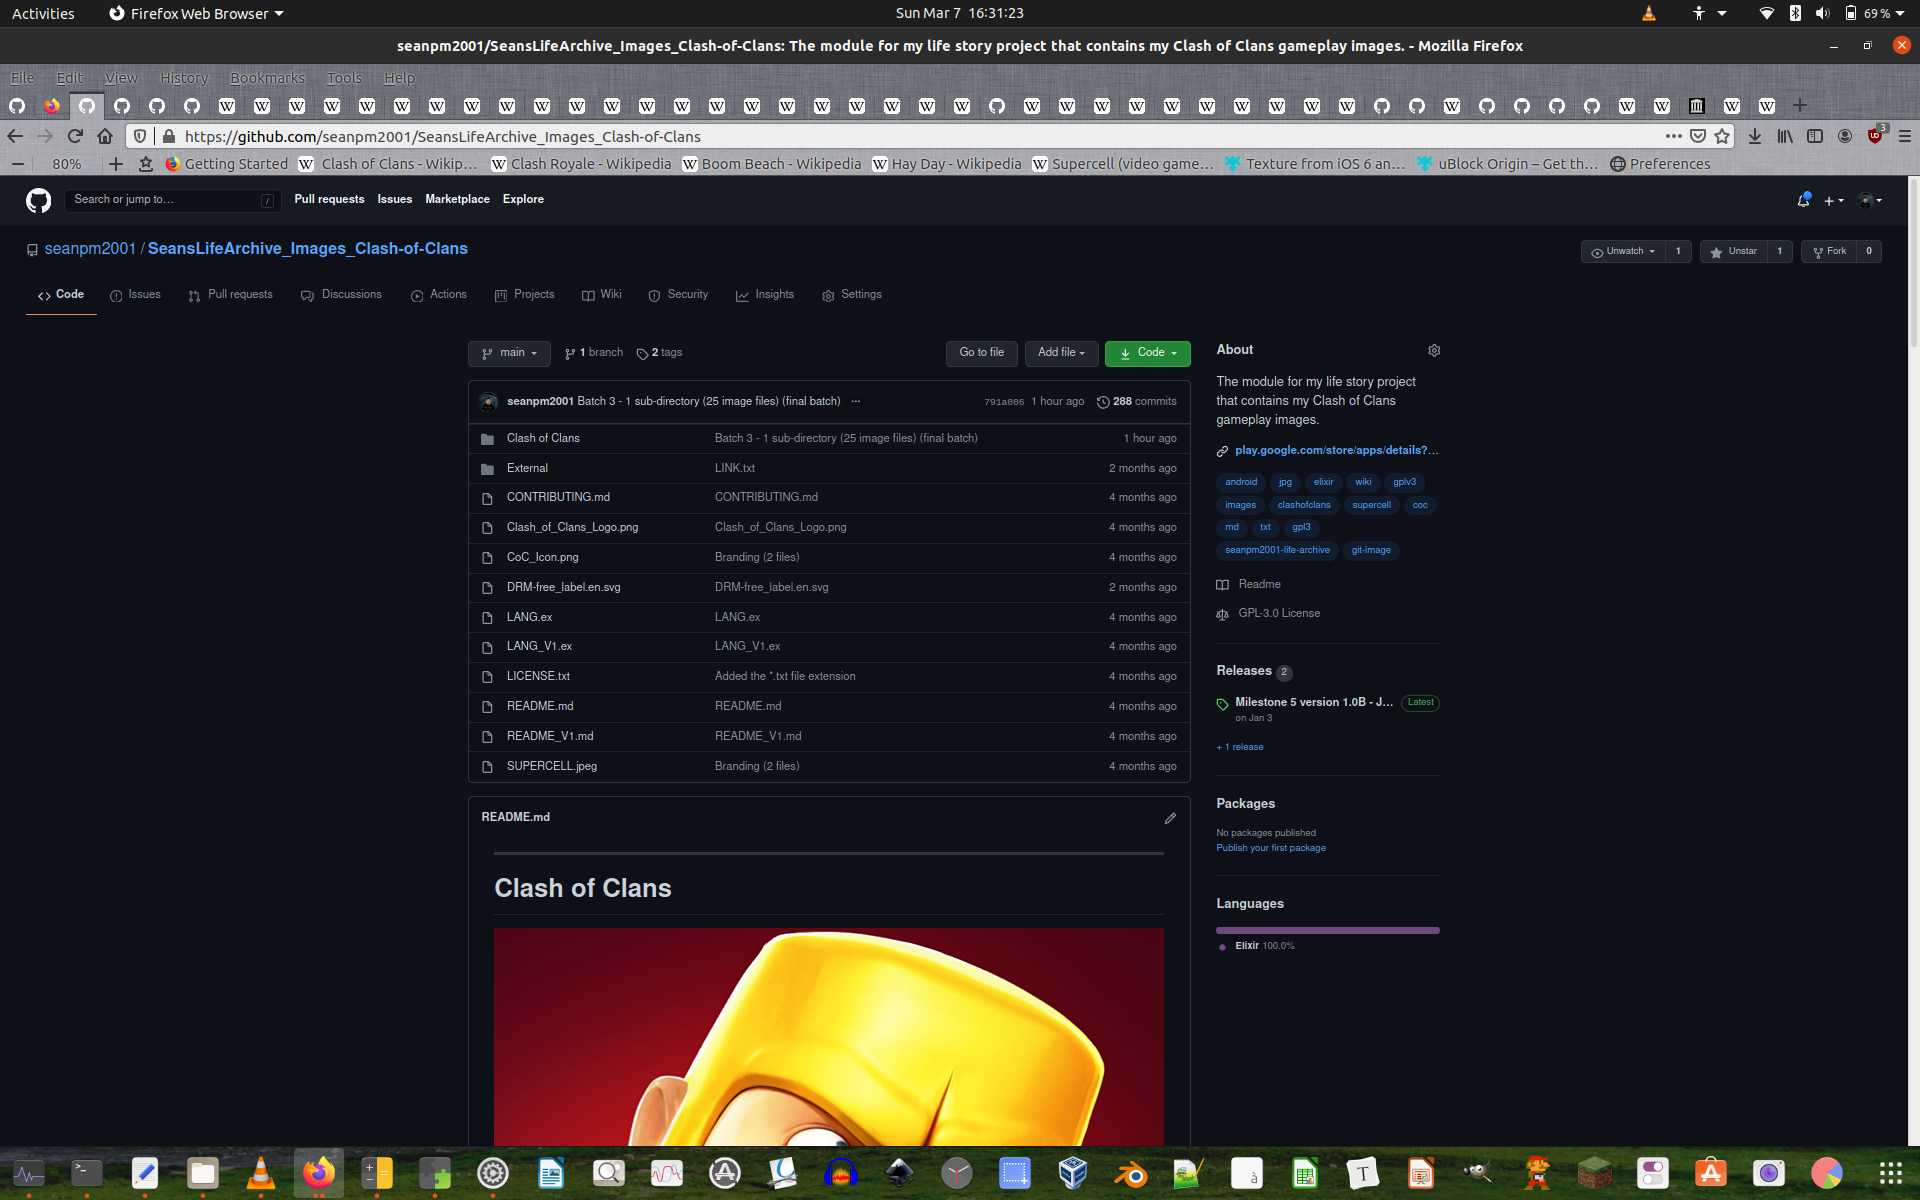 Activities
Firefox Web Browser
Sun Mar 7 16:31:23
69 %
seanpm2001/SeansLifeArchive_Images_Clash-of-Clans: The module for my life story project that contains my Clash of Clans gameplay images. - Mozilla Firefox
File Edit View History Bookmarks Tools Help
https://github.com/seanpm2001/SeansLifeArchive_Images_Clash-of-Clans
3
80%
Getting Started
Clash of Clans - Wikip…
Clash Royale - Wikipedia
Boom Beach - Wikipedia
Hay Day - Wikipedia
Supercell (video game…
Texture from iOS 6 an…
uBlock Origin – Get th…
Preferences
Search or jump to…
/
Pull requests Issues Marketplace Explore
seanpm2001 / SeansLifeArchive_Images_Clash-of-Clans
Unwatch 1
Unstar 1
Fork 0
Code Issues Pull requests Discussions Actions Projects Wiki Security Insights Settings
main
1 branch
2 tags
Go to file
Add file
Code
seanpm2001 Batch 3 - 1 sub-directory (25 image files) (final batch) ...
791a006 1 hour ago 288 commits
Clash of Clans Batch 3 - 1 sub-directory (25 image files) (final batch) 1 hour ago
External LINK.txt 2 months ago
CONTRIBUTING.md CONTRIBUTING.md 4 months ago
Clash_of_Clans_Logo.png Clash_of_Clans_Logo.png 4 months ago
CoC_Icon.png Branding (2 files) 4 months ago
DRM-free_label.en.svg DRM-free_label.en.svg 2 months ago
LANG.ex LANG.ex 4 months ago
LANG_V1.ex LANG_V1.ex 4 months ago
LICENSE.txt Added the *.txt file extension 4 months ago
README.md README.md 4 months ago
README_V1.md README_V1.md 4 months ago
SUPERCELL.jpeg Branding (2 files) 4 months ago
README.md
Clash of Clans
About
The module for my life story project
that contains my Clash of Clans
gameplay images.
play.google.com/store/apps/details?…
android jpg elixir wiki gplv3
images clashofclans supercell coc
md txt gpl3
seanpm2001-life-archive git-image
Readme
GPL-3.0 License
Releases 2
Milestone 5 version 1.0B - J… Latest
on Jan 3
+ 1 release
Packages
No packages published
Publish your first package
Languages
Elixir 100.0%